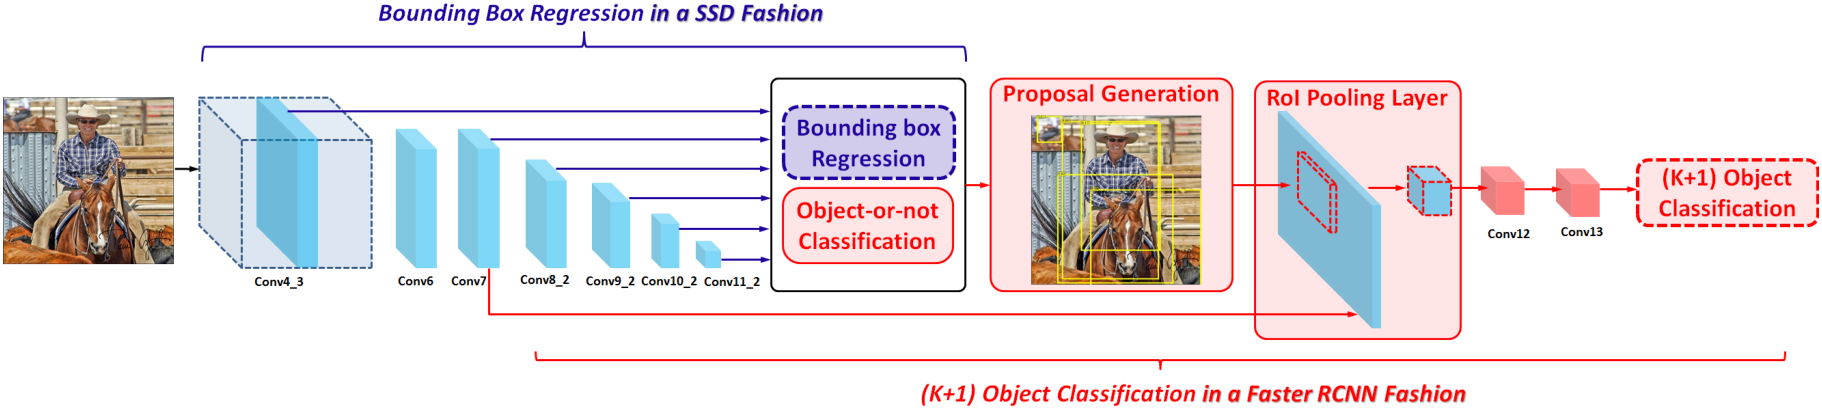 Bounding Box Regression in a SSD Fashion
Conv4_3
Conv6
Conv7
Conv8_2
Conv9_2
Conv10_2
Conv11_2
Bounding box
Regression
Object-or-not
Classification
Proposal Generation
RoI Pooling Layer
Conv12
Conv13
(K+1) Object
Classification
(K+1) Object Classification in a Faster RCNN Fashion